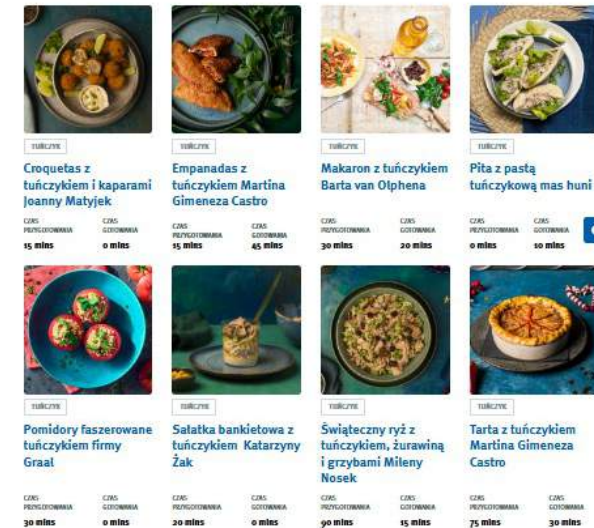 TUŃCZYK
TUŃCZYK
TUŃCZYK
TUŃCZYK
Croquetas z
tuńczykiem i kaparami
Joanny Matyjek
Empanadas z
tuńczykiem Martina
Gimeneza Castro
Makaron z tuńczykiem
Barta van Olphena
Pita z pastą
tuńczykową mas huni
CZAS
PRZYGOTOWANIA
15 mins
CZAS
GOTOWANIA
0 mins
CZAS
PRZYGOTOWANIA
15 mins
CZAS
GOTOWANIA
45 mins
CZAS
PRZYGOTOWANIA
30 mins
CZAS
GOTOWANIA
20 mins
CZAS
PRZYGOTOWANIA
0 mins
CZAS
GOTOWANIA
10 mins
TUŃCZYK
TUŃCZYK
TUŃCZYK
TUŃCZYK
Pomidory faszerowane
tuńczykiem firmy
Graal
Sałatka bankietowa z
tuńczykiem Katarzyny
Żak
Świąteczny ryż z
tuńczykiem, żurawiną
i grzybami Mileny
Nosek
Tarta z tuńczykiem
Martina Gimeneza
Castro
CZAS
PRZYGOTOWANIA
30 mins
CZAS
GOTOWANIA
0 mins
CZAS
PRZYGOTOWANIA
20 mins
CZAS
GOTOWANIA
0 mins
CZAS
PRZYGOTOWANIA
90 mins
CZAS
GOTOWANIA
15 mins
CZAS
PRZYGOTOWANIA
75 mins
CZAS
GOTOWANIA
30 mins